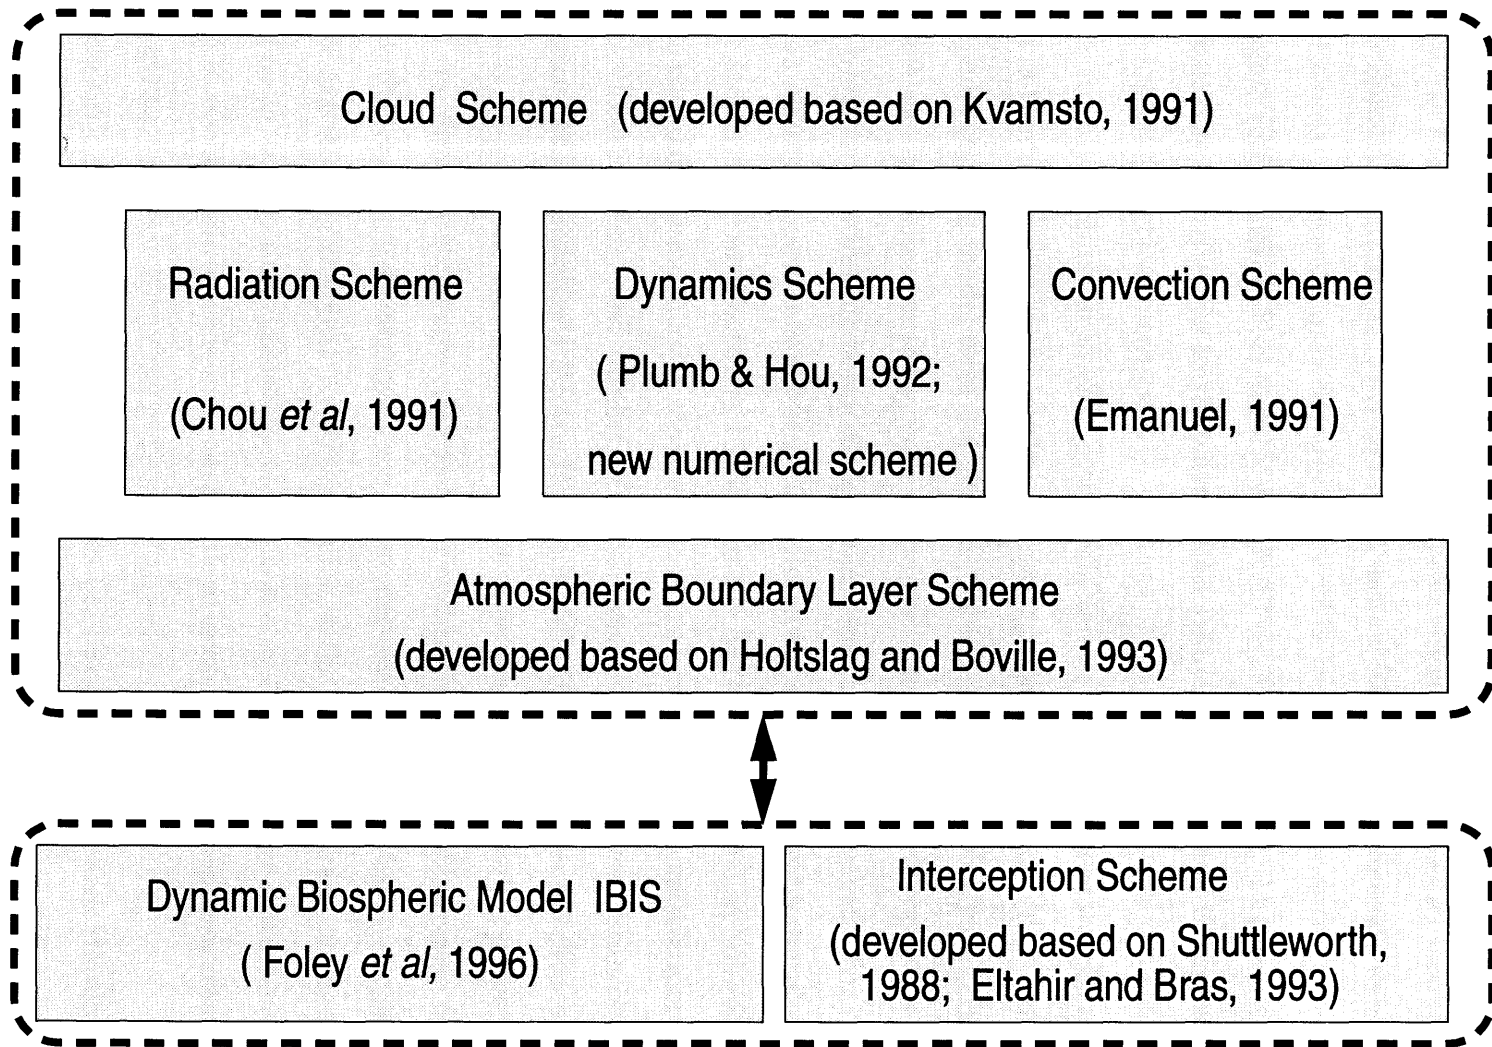 Cloud Scheme (developed based on Kvamsto, 1991)
Radiation Scheme
(Chou et al, 1991)
Dynamics Scheme
( Plumb & Hou, 1992;
new numerical scheme )
Convection Scheme
(Emanuel, 1991)
Atmospheric Boundary Layer Scheme
(developed based on Holtslag and Boville, 1993)
Dynamic Biospheric Model IBIS
( Foley et al, 1996)
Interception Scheme
(developed based on Shuttleworth,
1988; Eltahir and Bras, 1993)